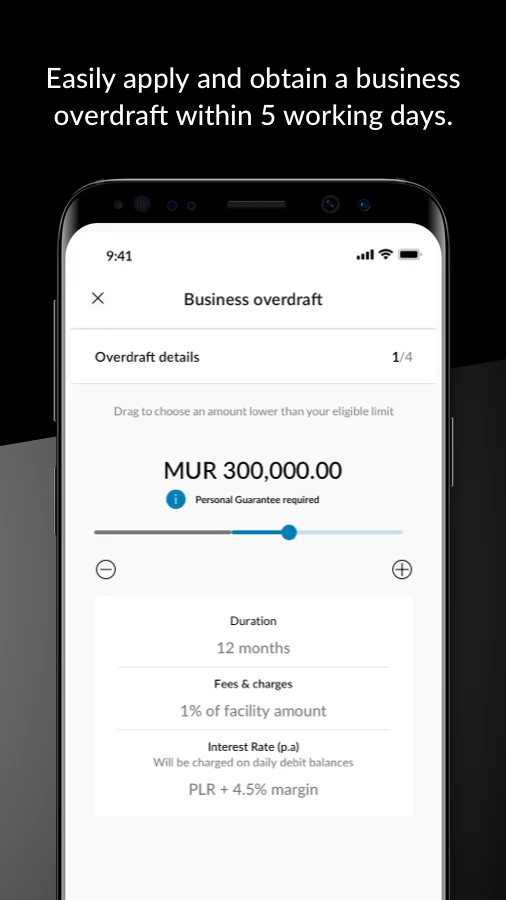 Easily apply and obtain a business
overdraft within 5 working days.
9:41
Business overdraft
Overdraft details
1/4
Drag to choose an amount lower than your eligible limit
MUR 300,000.00
i Personal Guarantee required
Duration
12 months
Fees & charges
1% of facility amount
Interest Rate (p.a)
Will be charged on daily debit balances
PLR + 4.5% margin